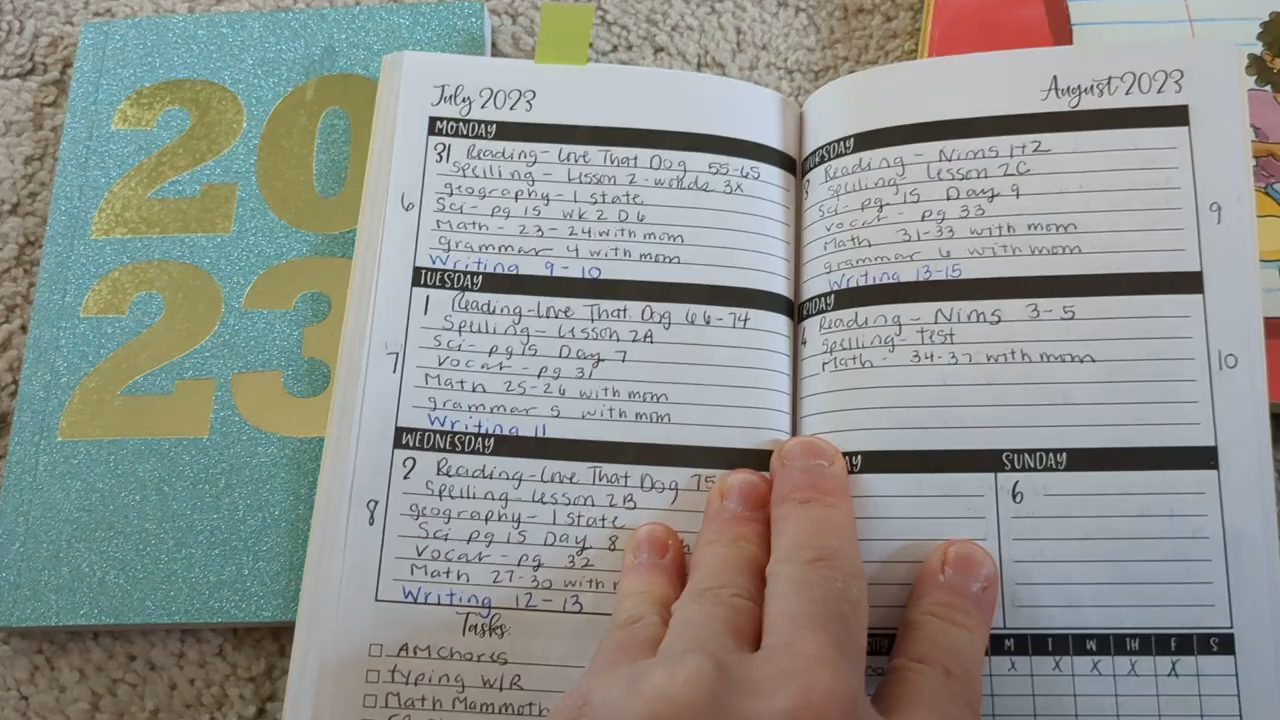 20
23
July 2023
MONDAY
31 Reading- Love That Dog 55-65
Spelling - Lesson 2 - words 3x
geography- 1 state
Sci- pg 15 Wk 2 D6
Math - 23-24 with mom
grammar 4 with mom
Writing 9-10
6
TUESDAY
1 Reading-Love That Dog 66-74
Spelling- Lesson 2A
Sci- pg 15 Day 7
Vocab - pg 31
Math 25-26 with mom
grammar 5 with mom
Writing 11
7
WEDNESDAY
2 Reading-Love That Dog 75
Spelling- Lesson 2B
geography- 1 state
Sci pg 15 Day 8
Vocab - pg 32
Math 27-30 with
Writing 12-13
8
Tasks:
AM Chores
typing W/R
Math Mammoth
August 2023
THURSDAY
3 Reading - Nims 1+2
Spelling- Lesson 2C
Sci- pg 15 Day 9
Vocab - pg 33
Math 31-33 with mom
grammar 6 with mom
Writing 13-15
9
FRIDAY
4 Reading - Nims 3-5
Spelling- test
Math - 34-37 with mom
10
AY
SUNDAY
6
M T W TH F S
X X X X X